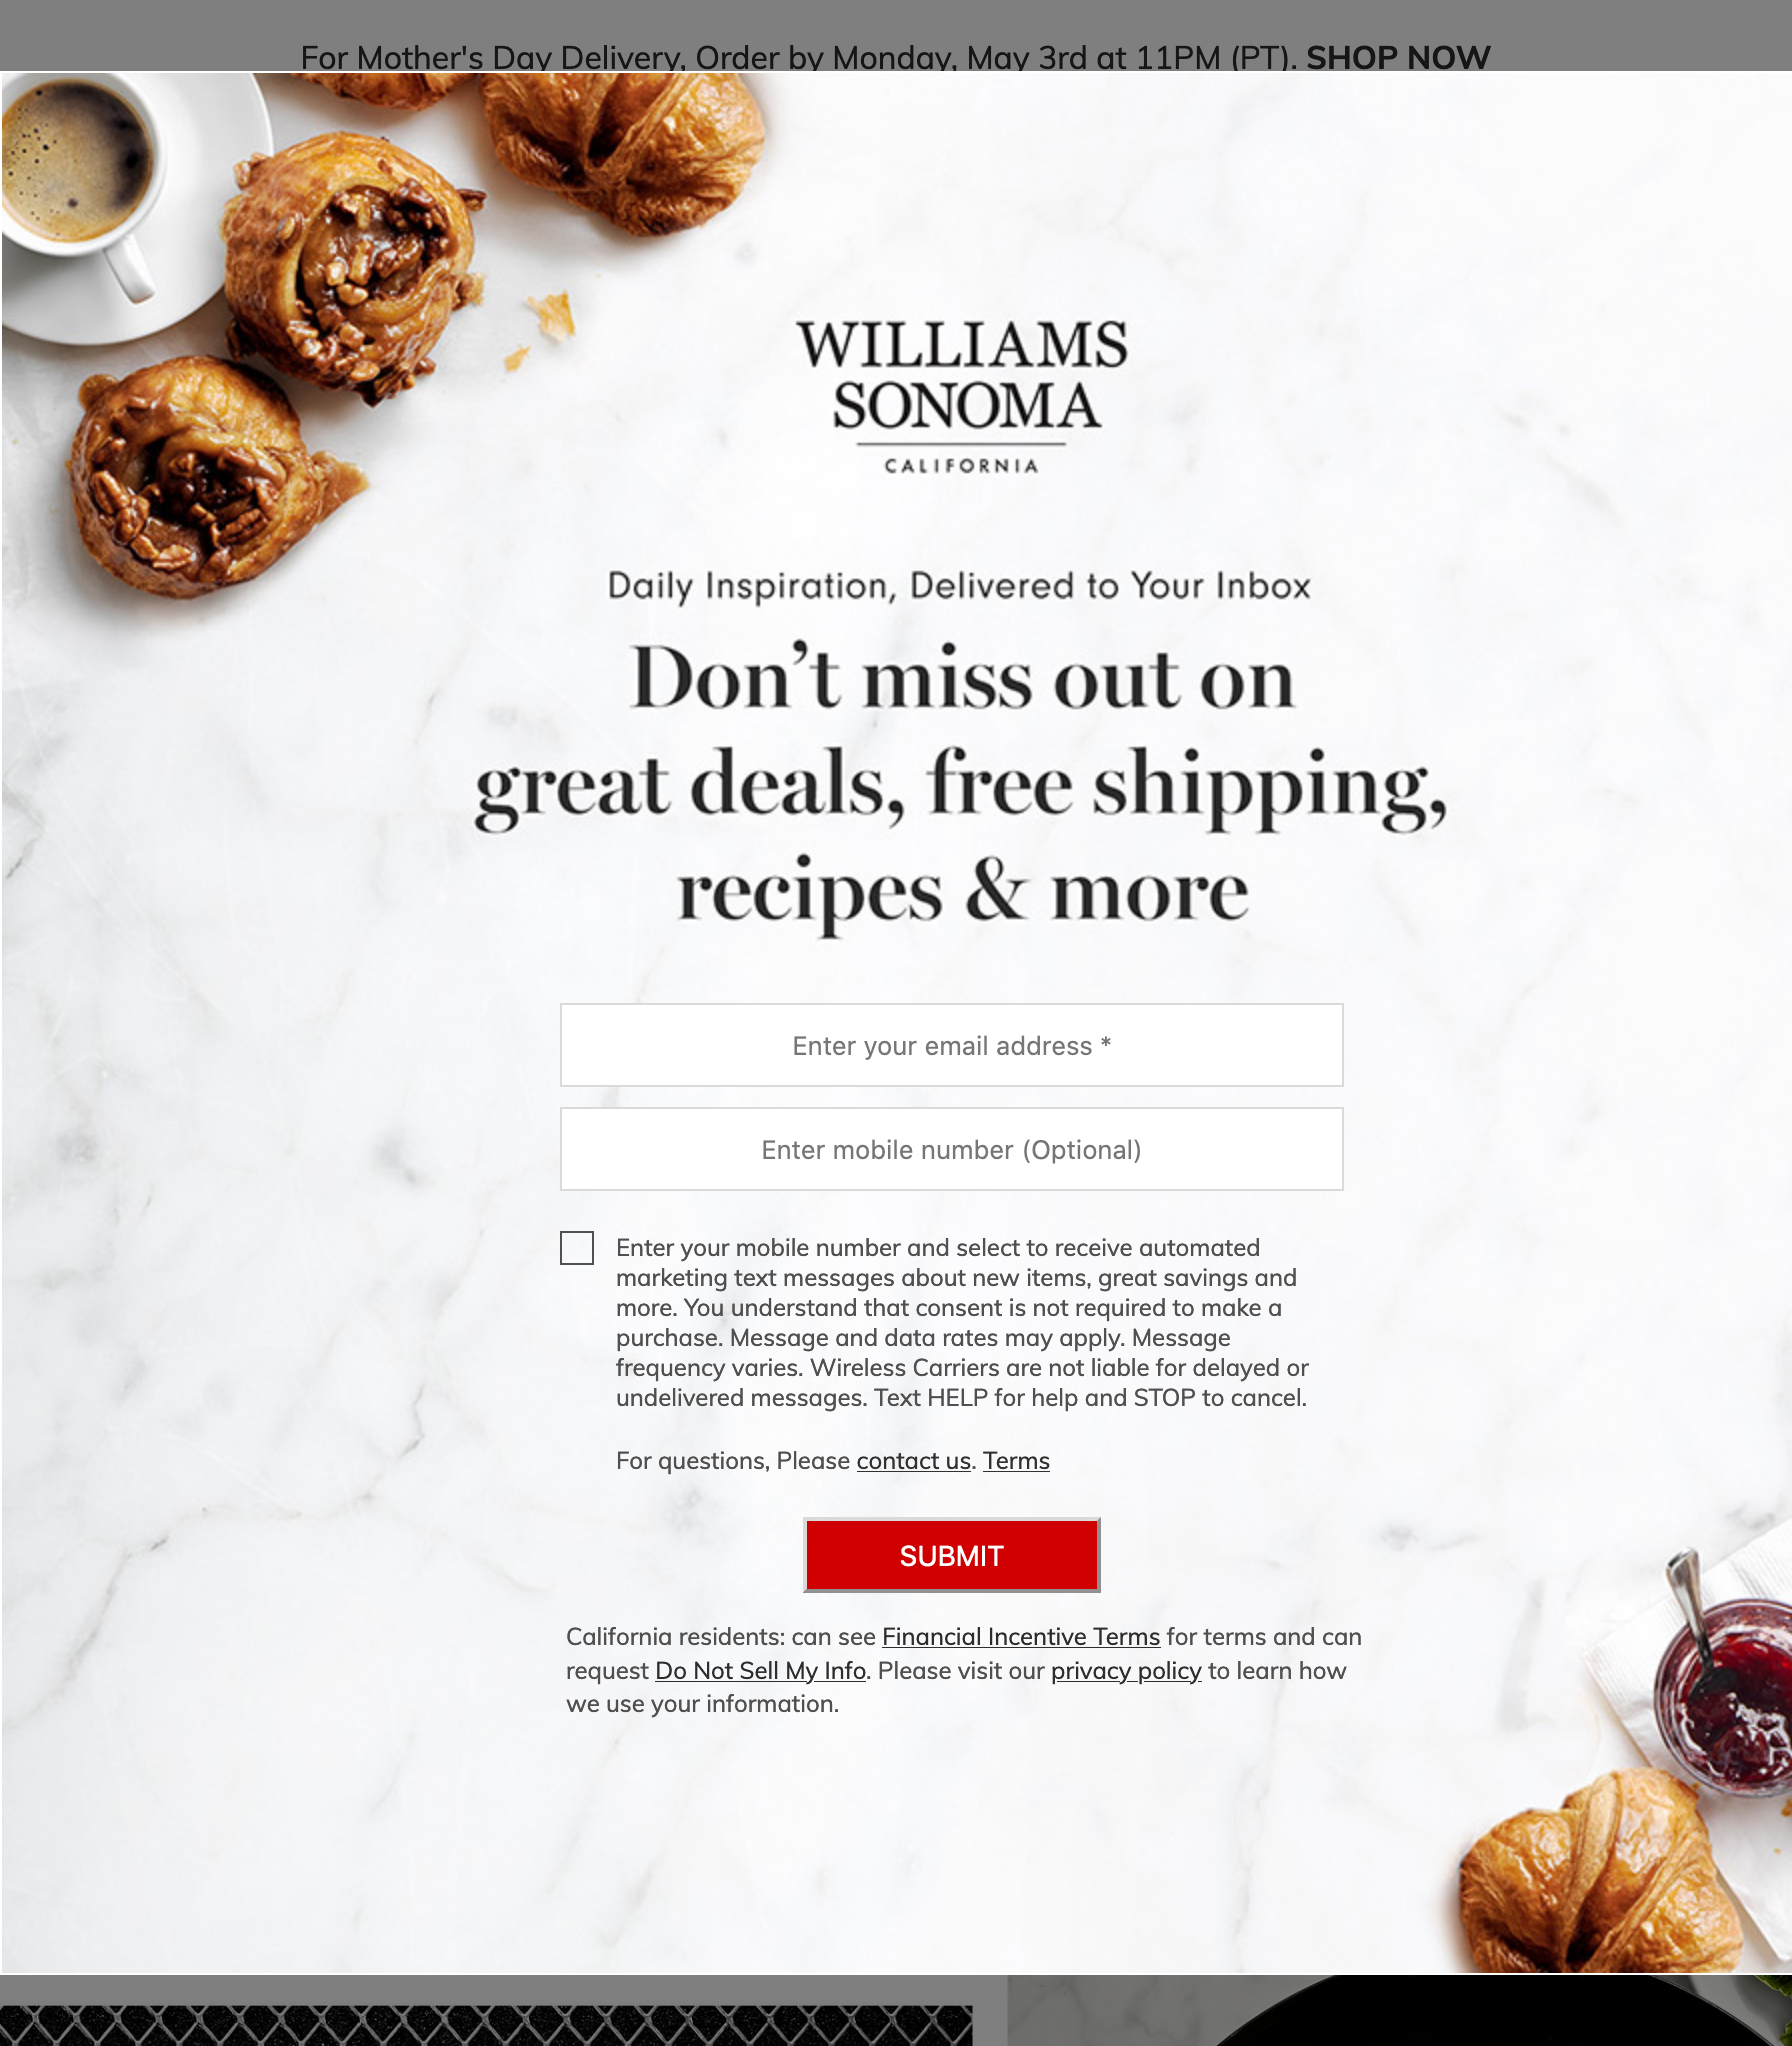 For Mother's Day Delivery, Order by Monday, May 3rd at 11PM (PT). SHOP NOW
WILLIAMS
SONOMA
CALIFORNIA
Daily Inspiration, Delivered to Your Inbox
Don’t miss out on
great deals, free shipping,
recipes & more
Enter your email address *
Enter mobile number (Optional)
Enter your mobile number and select to receive automated
marketing text messages about new items, great savings and
more. You understand that consent is not required to make a
purchase. Message and data rates may apply. Message
frequency varies. Wireless Carriers are not liable for delayed or
undelivered messages. Text HELP for help and STOP to cancel.
For questions, Please contact us. Terms
SUBMIT
California residents: can see Financial Incentive Terms for terms and can
request Do Not Sell My Info. Please visit our privacy policy to learn how
we use your information.